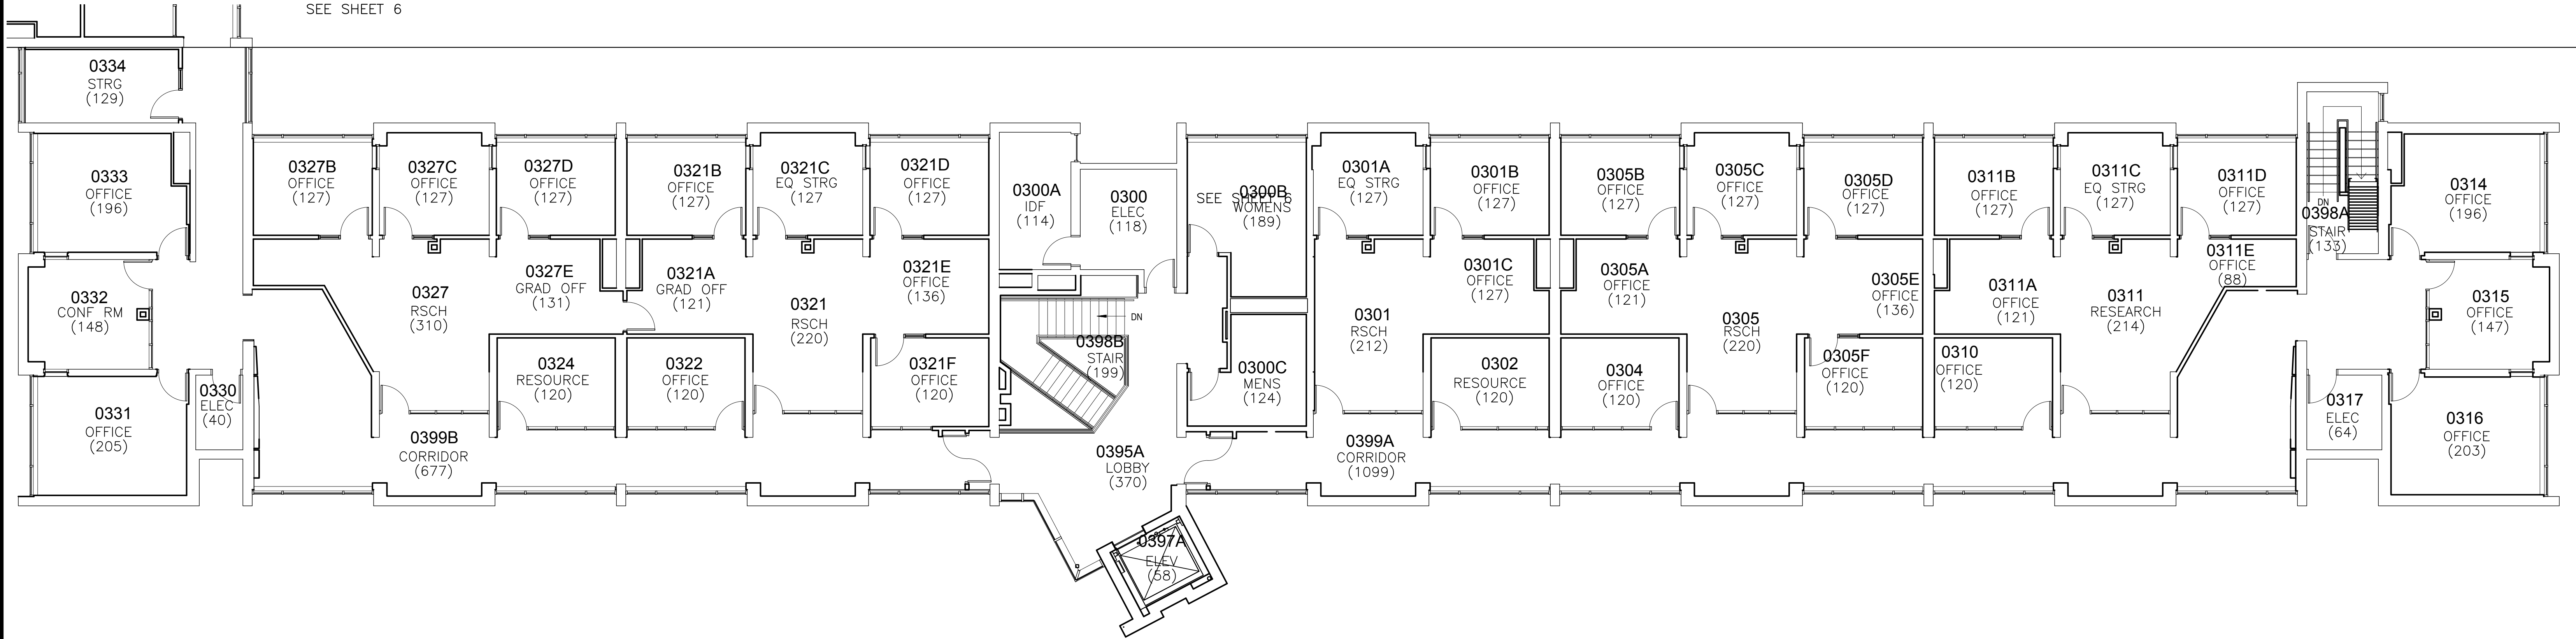 SEE SHEET 6
0334
STRG
(129)
0333
OFFICE
(196)
0332
CONF RM
(148)
0331
OFFICE
(205)
0330
ELEC
(40)
0327B
OFFICE
(127)
0327C
OFFICE
(127)
0327D
OFFICE
(127)
0327
RSCH
(310)
0327E
GRAD OFF
(131)
0324
RESOURCE
(120)
0399B
CORRIDOR
(677)
0321B
OFFICE
(127)
0321C
EQ STRG
(127
0321D
OFFICE
(127)
0321A
GRAD OFF
(121)
0321
RSCH
(220)
0321E
OFFICE
(136)
0322
OFFICE
(120)
0321F
OFFICE
(120)
0300A
IDF
(114)
0300
ELEC
(118)
DN
0398B
STAIR
(199)
0395A
LOBBY
(370)
0397A
ELEV
(58)
SEE SHEET 6
0300B
WOMENS
(189)
0300C
MENS
(124)
0301A
EQ STRG
(127)
0301B
OFFICE
(127)
0301C
OFFICE
(127)
0301
RSCH
(212)
0302
RESOURCE
(120)
0399A
CORRIDOR
(1099)
0305B
OFFICE
(127)
0305C
OFFICE
(127)
0305D
OFFICE
(127)
0305A
OFFICE
(121)
0305
RSCH
(220)
0305E
OFFICE
(136)
0304
OFFICE
(120)
0305F
OFFICE
(120)
0311B
OFFICE
(127)
0311C
EQ STRG
(127)
0311D
OFFICE
(127)
0311A
OFFICE
(121)
0311
RESEARCH
(214)
0311E
OFFICE
(88)
0310
OFFICE
(120)
DN
0398A
STAIR
(133)
0314
OFFICE
(196)
0315
OFFICE
(147)
0317
ELEC
(64)
0316
OFFICE
(203)